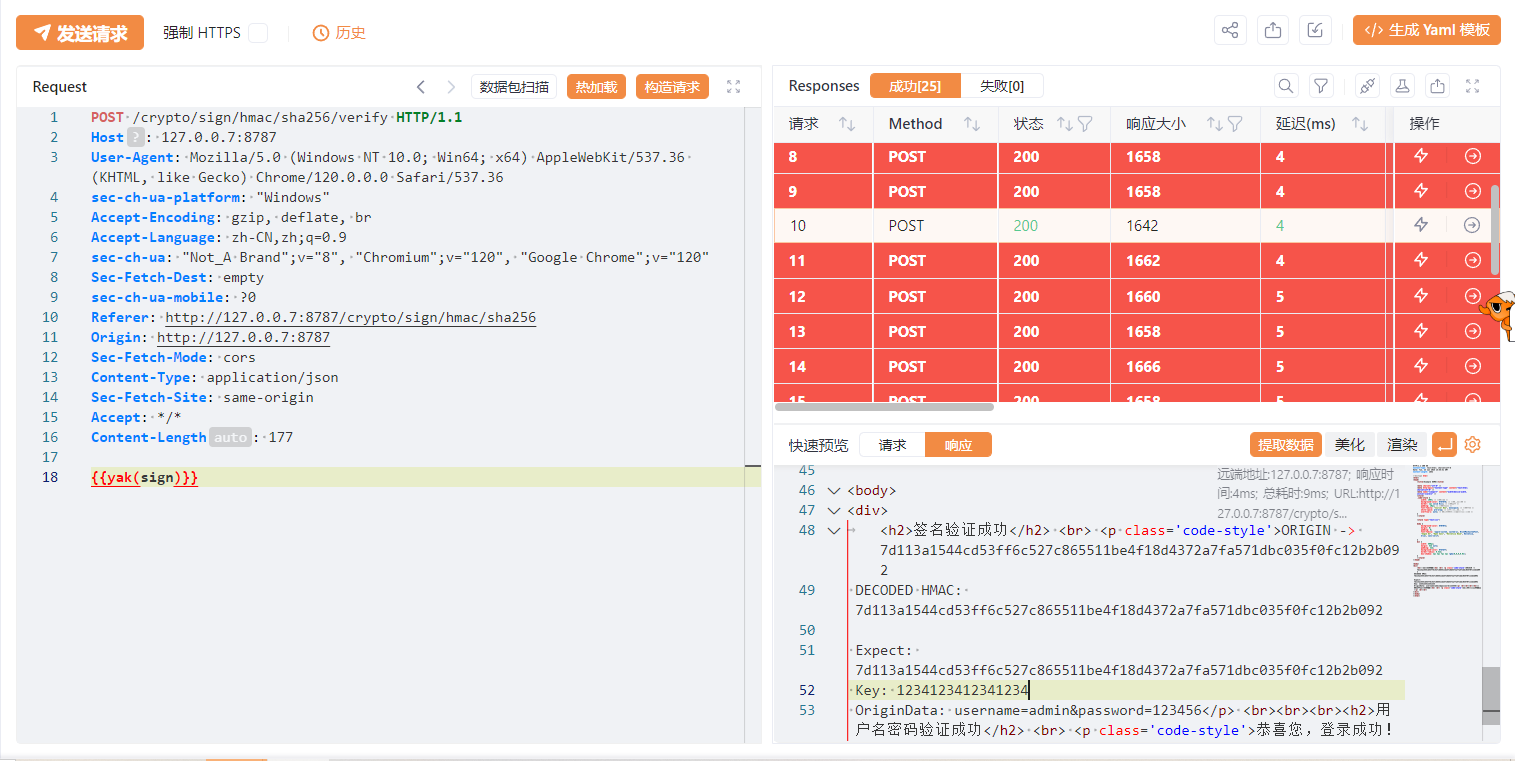 发送请求 强制 HTTPS 历史 </> 生成 Yaml 模板
Request 数据包扫描 热加载 构造请求
1 POST /crypto/sign/hmac/sha256/verify HTTP/1.1
2 Host ? : 127.0.0.7:8787
3 User-Agent: Mozilla/5.0 (Windows NT 10.0; Win64; x64) AppleWebKit/537.36
(KHTML, like Gecko) Chrome/120.0.0.0 Safari/537.36
4 sec-ch-ua-platform: "Windows"
5 Accept-Encoding: gzip, deflate, br
6 Accept-Language: zh-CN,zh;q=0.9
7 sec-ch-ua: "Not_A Brand";v="8", "Chromium";v="120", "Google Chrome";v="120"
8 Sec-Fetch-Dest: empty
9 sec-ch-ua-mobile: ?0
10 Referer: http://127.0.0.7:8787/crypto/sign/hmac/sha256
11 Origin: http://127.0.0.7:8787
12 Sec-Fetch-Mode: cors
13 Content-Type: application/json
14 Sec-Fetch-Site: same-origin
15 Accept: */*
16 Content-Length auto : 177
17
18 {{yak(sign)}}
Responses 成功[25] 失败[0]
请求 Method 状态 响应大小 延迟(ms) 操作
8 POST 200 1658 4
9 POST 200 1658 4
10 POST 200 1642 4
11 POST 200 1662 4
12 POST 200 1660 5
13 POST 200 1658 5
14 POST 200 1666 5
15 POST 200 1658 5
快速预览 请求 响应 提取数据 美化 渲染
远端地址:127.0.0.7:8787; 响应时
间:4ms; 总耗时:9ms; URL:http://1
27.0.0.7:8787/crypto/s...
45
46 <body>
47 <div>
48 <h2>签名验证成功</h2> <br> <p class='code-style'>ORIGIN ->
7d113a1544cd53ff6c527c865511be4f18d4372a7fa571dbc035f0fc12b2b09
2
49 DECODED HMAC:
7d113a1544cd53ff6c527c865511be4f18d4372a7fa571dbc035f0fc12b2b092
50
51 Expect:
7d113a1544cd53ff6c527c865511be4f18d4372a7fa571dbc035f0fc12b2b092
52 Key: 1234123412341234
53 OriginData: username=admin&password=123456</p> <br><br><br><h2>用
户名密码验证成功</h2> <br> <p class='code-style'>恭喜您，登录成功！